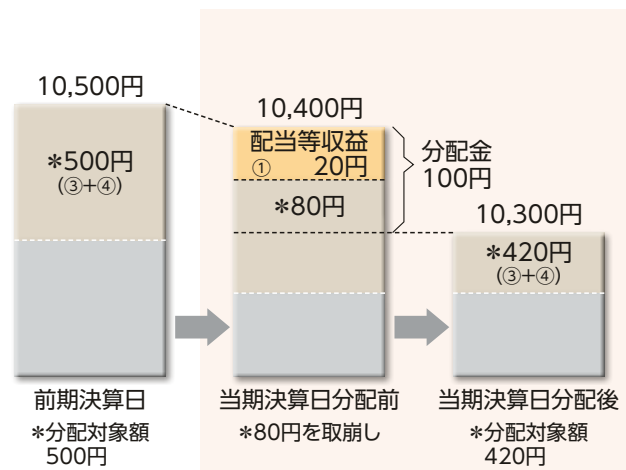 10,500円
*500円
(③+④)
前期決算日
*分配対象額
500円
10,400円
配当等収益
① 20円
*80円
分配金
100円
当期決算日分配前
*80円を取崩し
10,300円
*420円
(③+④)
当期決算日分配後
*分配対象額
420円